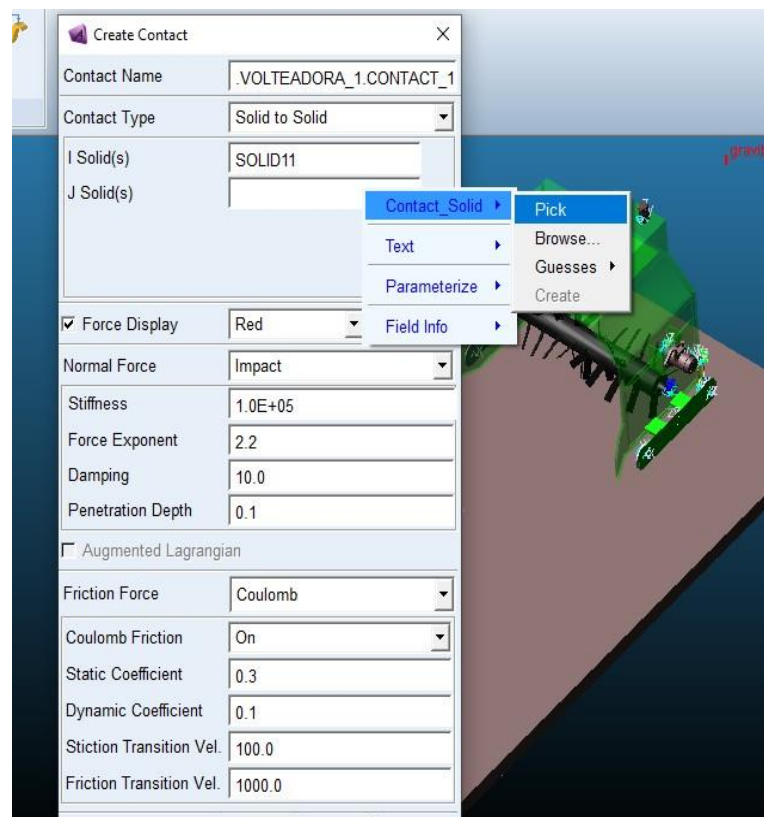 Create Contact
Contact Name .VOLTEADORA_1.CONTACT_1
Contact Type Solid to Solid
I Solid(s) SOLID11
J Solid(s)
Contact_Solid Pick
Text Browse...
Guesses
Parameterize Create
Force Display Red Field Info
Normal Force Impact
Stiffness 1.0E+05
Force Exponent 2.2
Damping 10.0
Penetration Depth 0.1
Augmented Lagrangian
Friction Force Coulomb
Coulomb Friction On
Static Coefficient 0.3
Dynamic Coefficient 0.1
Stiction Transition Vel. 100.0
Friction Transition Vel. 1000.0